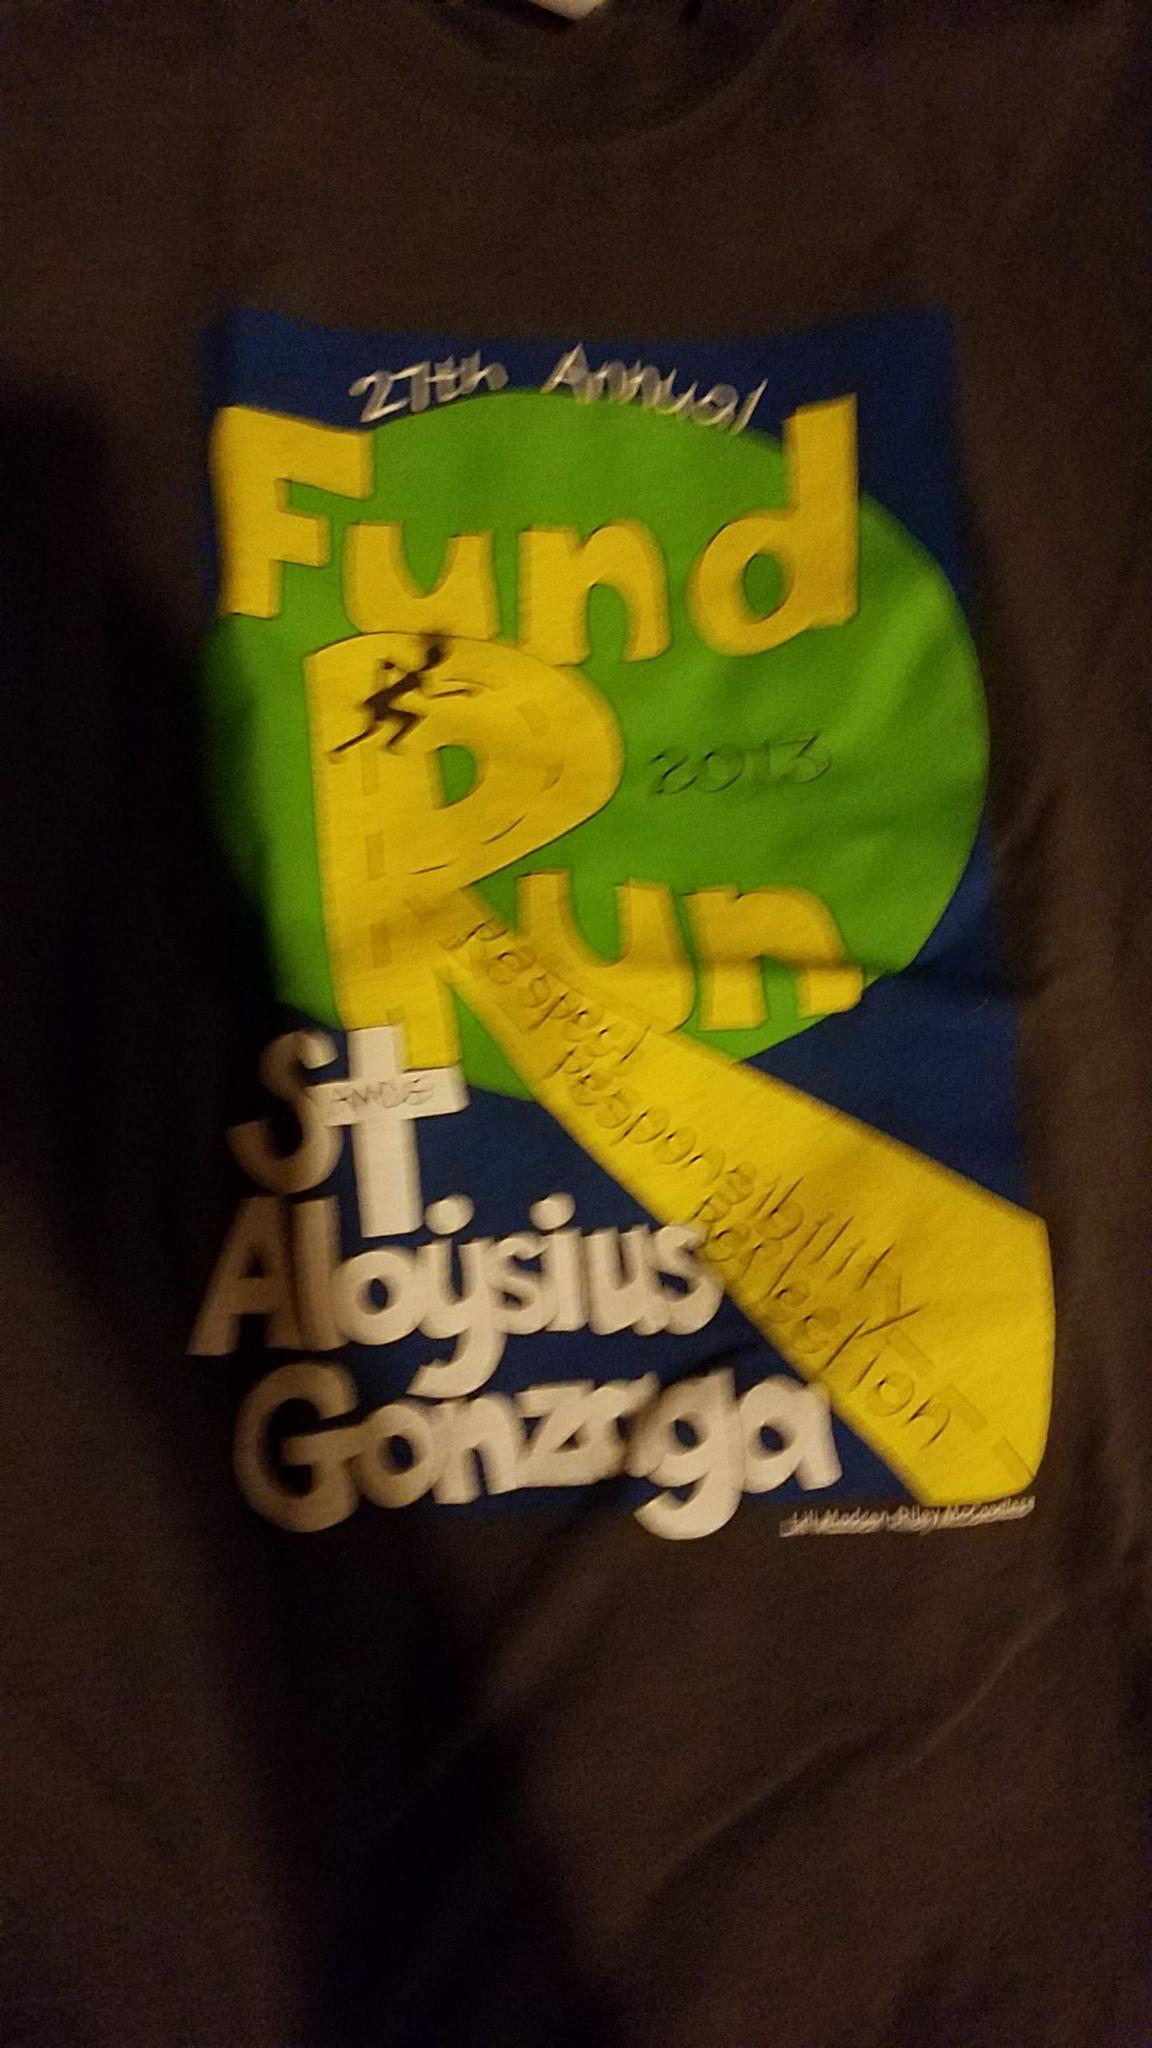 27th Annual
Fund
2013
Run
Respect
Responsibility
Reflection
St
Aloysius
Gonzaga